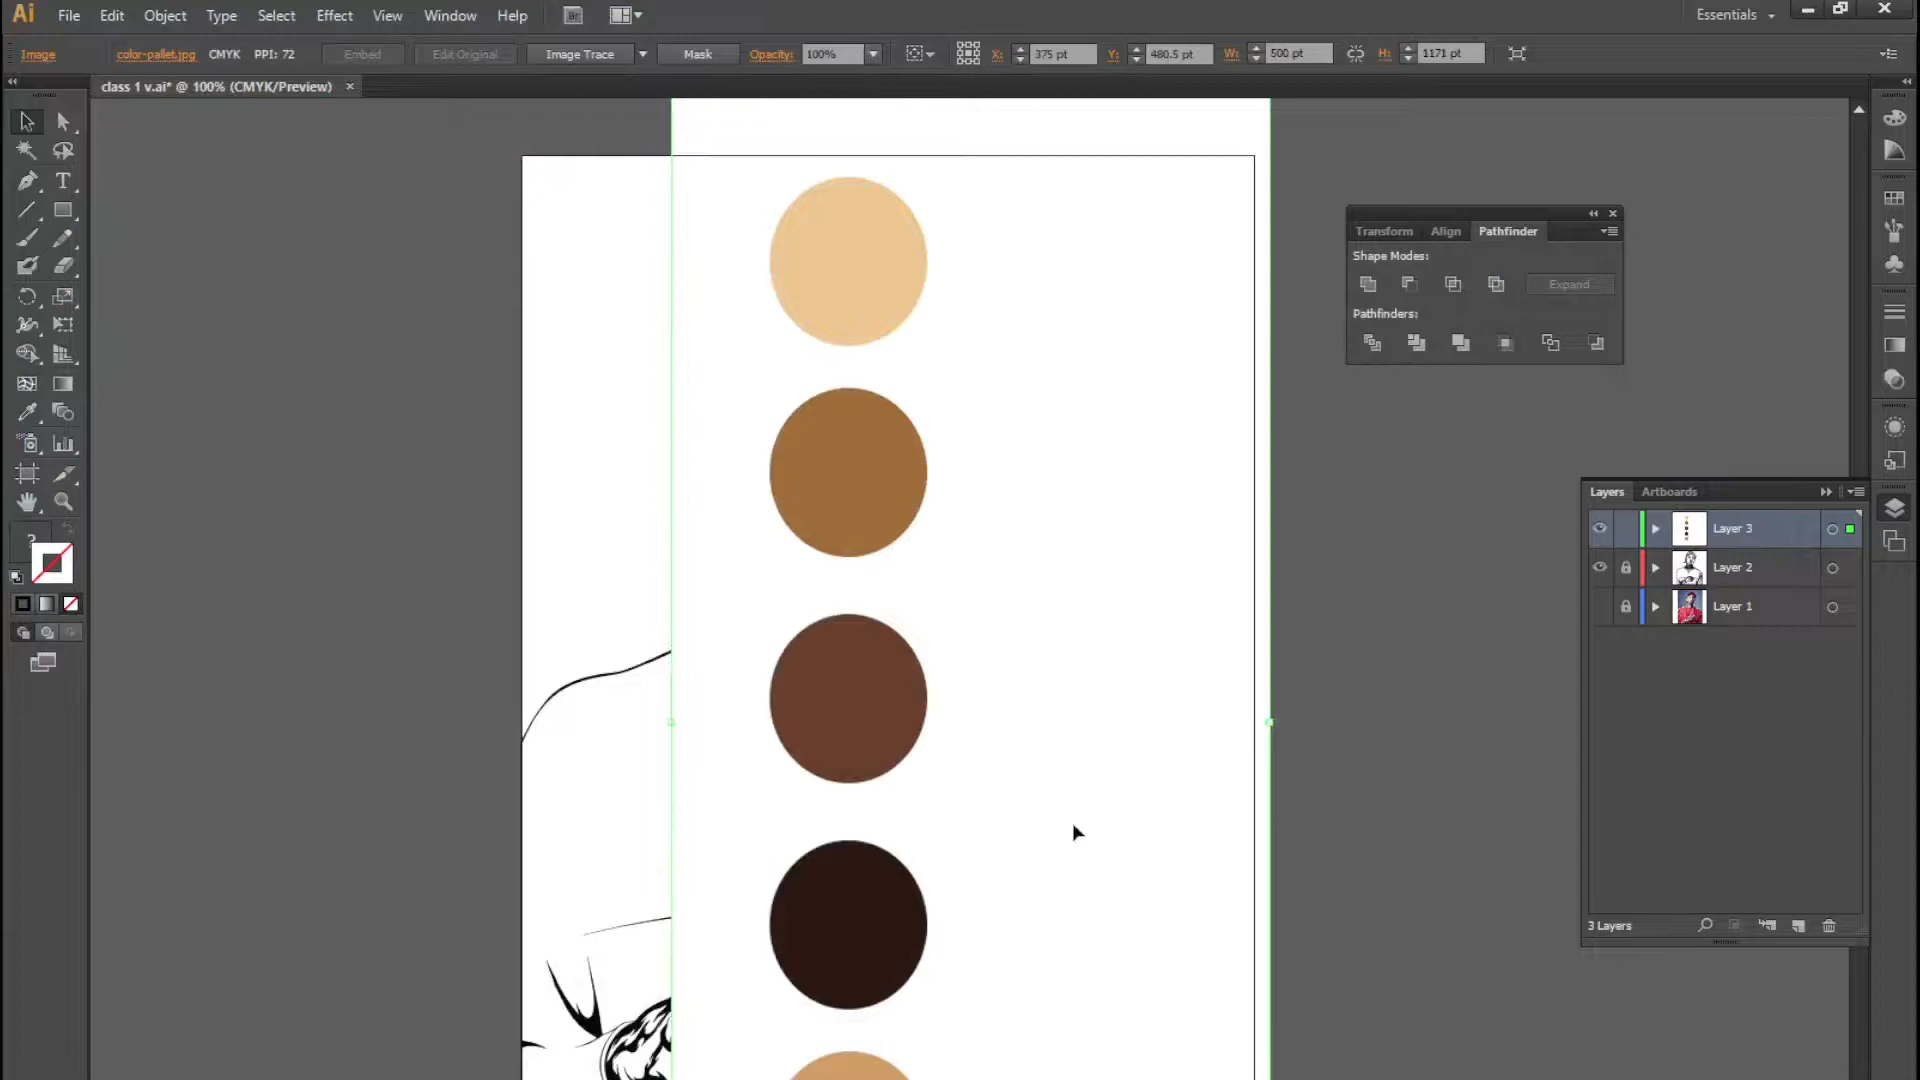 Ai File Edit Object Type Select Effect View Window Help Br Essentials
Image color-pallet.jpg CMYK PPI: 72 Embed Edit Original Image Trace Mask Opacity: 100% X: 375 pt Y: 480.5 pt W: 500 pt H: 1171 pt
class 1 v.ai* @ 100% (CMYK/Preview) ×
T
Transform Align Pathfinder
Shape Modes:
Expand
Pathfinders:
Layers Artboards
Layer 3
?
Layer 2
Layer 1
3 Layers